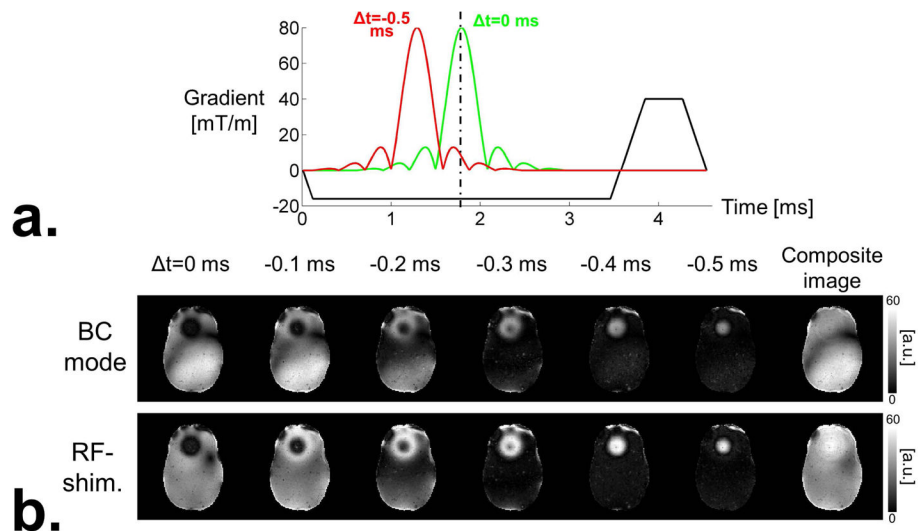 Δt=-0.5
ms
Δt=0 ms
80
60
Gradient
[mT/m]
40
20
0
-20
0
1
2
3
4
Time [ms]
a.
Δt=0 ms
-0.1 ms
-0.2 ms
-0.3 ms
-0.4 ms
-0.5 ms
Composite
image
BC
mode
60
[a.u.]
0
RF-
shim.
60
[a.u.]
0
b.